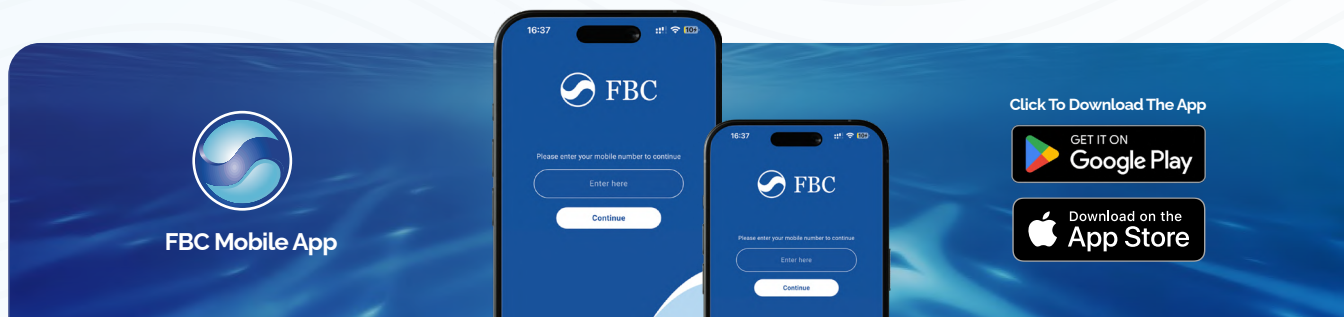 FBC Mobile App
16:37
FBC
Please enter your mobile number to continue
Enter here
Continue
16:37
FBC
Please enter your mobile number to continue
Enter here
Continue
Click To Download The App
GET IT ON
Google Play
Download on the
App Store